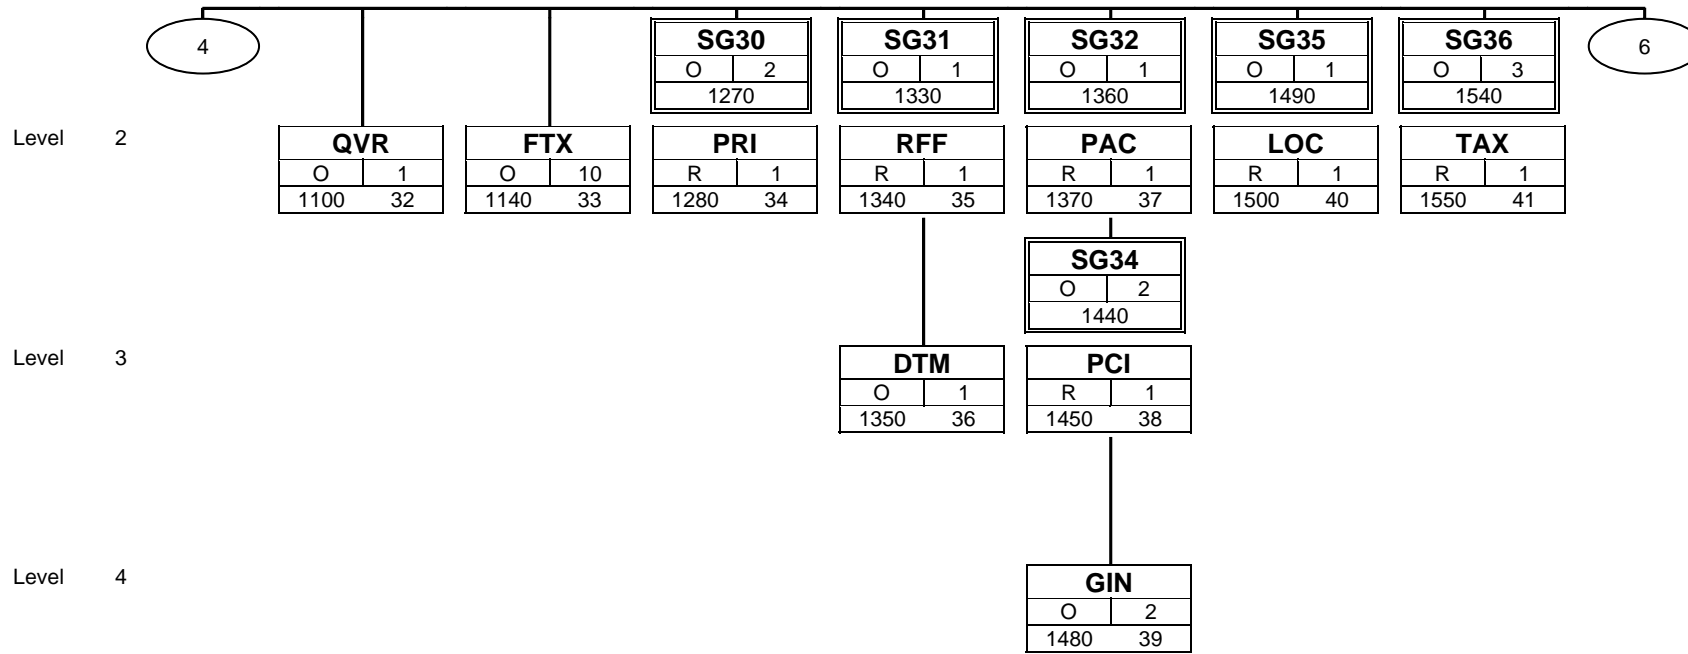 4 SG30 SG31 SG32 SG35 SG36 6
O 2 O 1 O 1 O 1 O 3
1270 1330 1360 1490 1540
Level 2 QVR FTX PRI RFF PAC LOC TAX
O 1 O 10 R 1 R 1 R 1 R 1 R 1
1100 32 1140 33 1280 34 1340 35 1370 37 1500 40 1550 41
SG34
O 2
1440
Level 3 DTM PCI
O 1 R 1
1350 36 1450 38
Level 4 GIN
O 2
1480 39